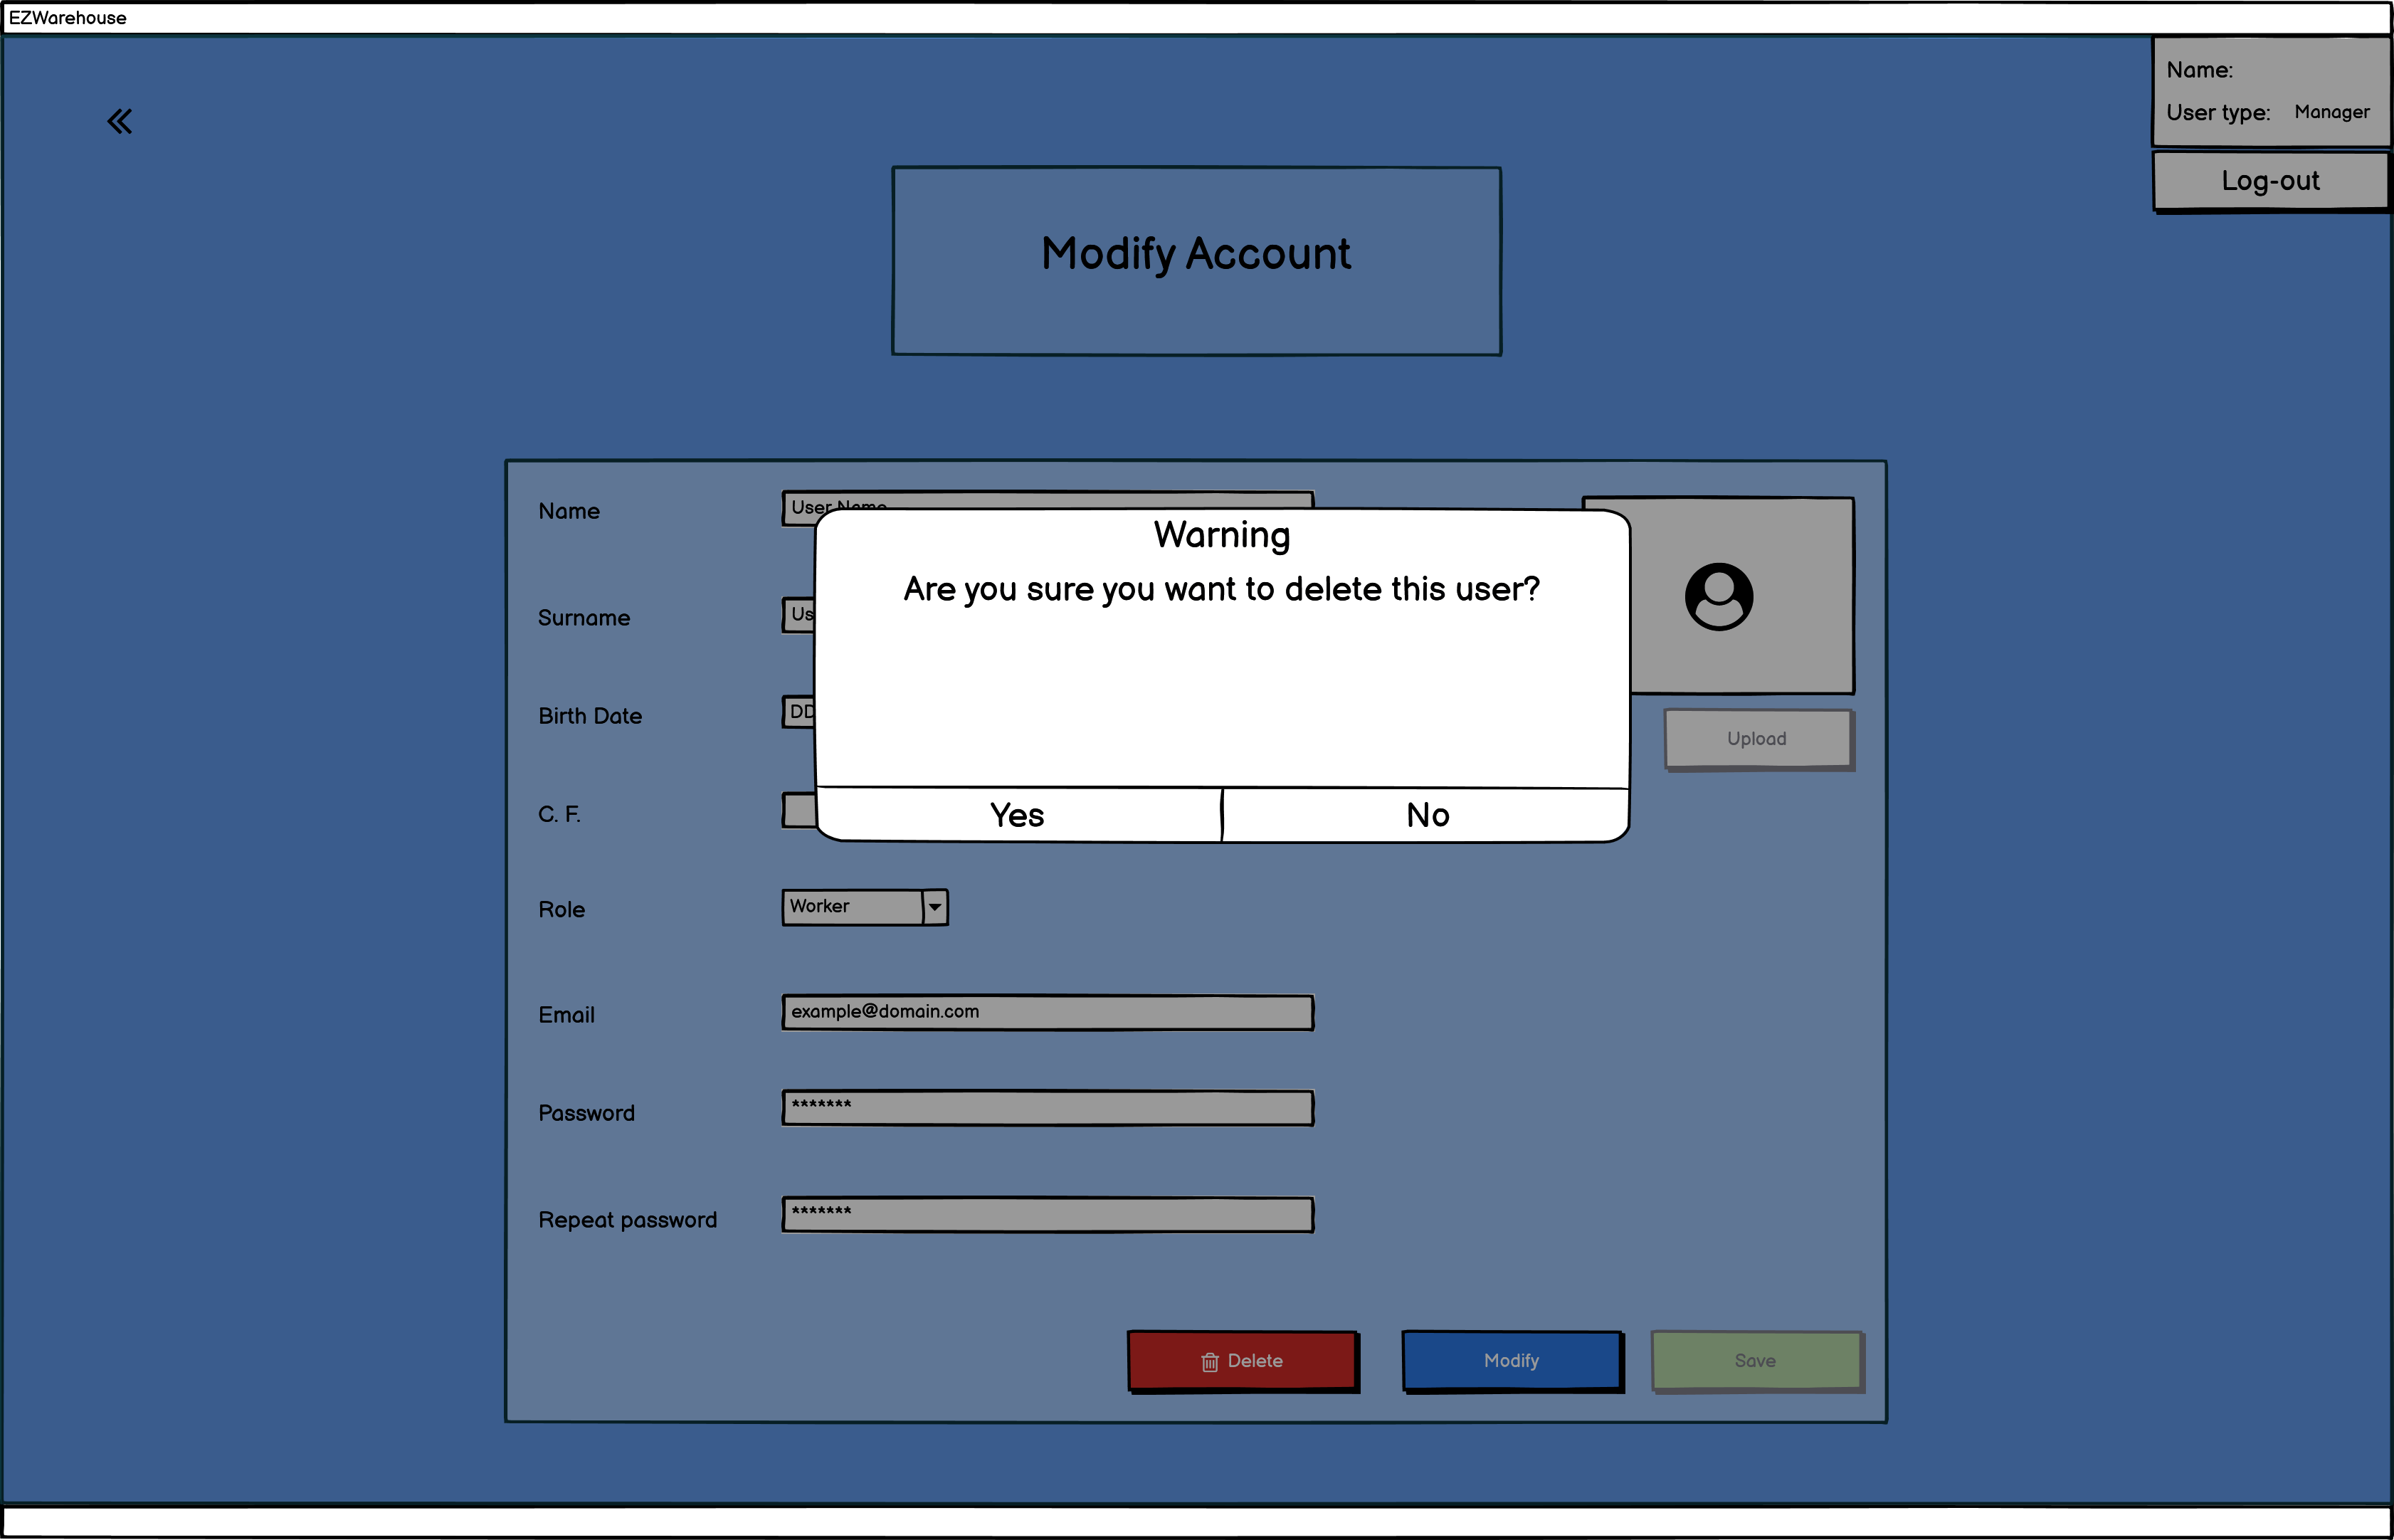 EZWarehouse
Name:
User type: Manager
Log-out
Modify Account
Name
User Name
Warning
Are you sure you want to delete this user?
Surname
Us
Birth Date
DD
Upload
C. F.
Yes
No
Role
Worker
Email
example@domain.com
Password
*******
Repeat password
*******
Delete
Modify
Save